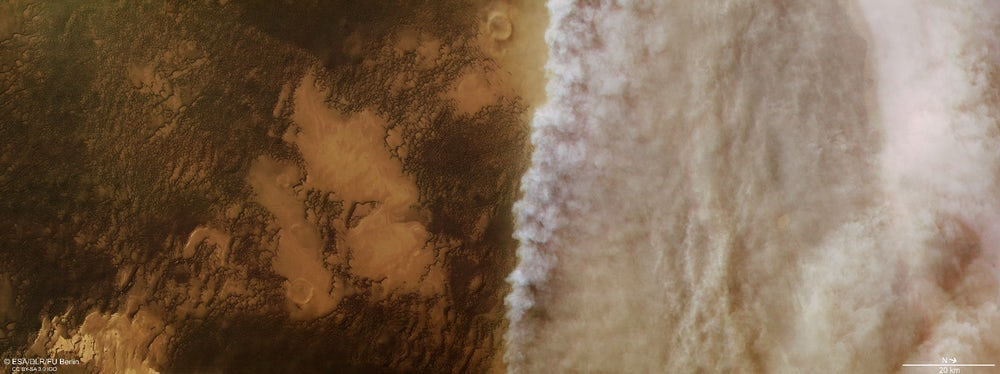 © ESA/DLR/FU Berlin
CC BY-SA 3.0 IGO
N
20 km